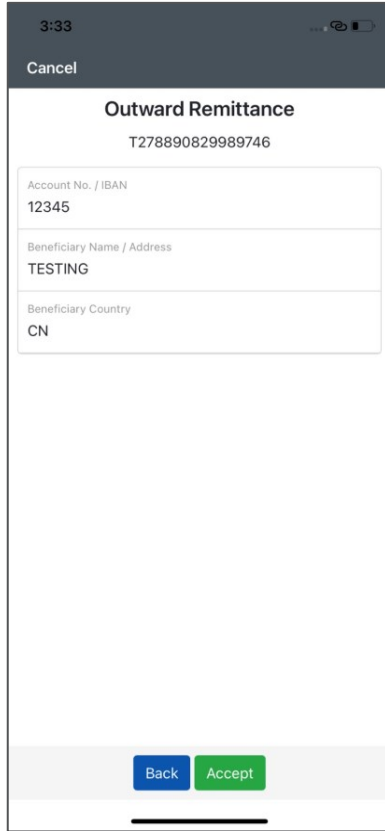 3:33
Cancel
Outward Remittance
T278890829989746
Account No. / IBAN
12345
Beneficiary Name / Address
TESTING
Beneficiary Country
CN
Back Accept